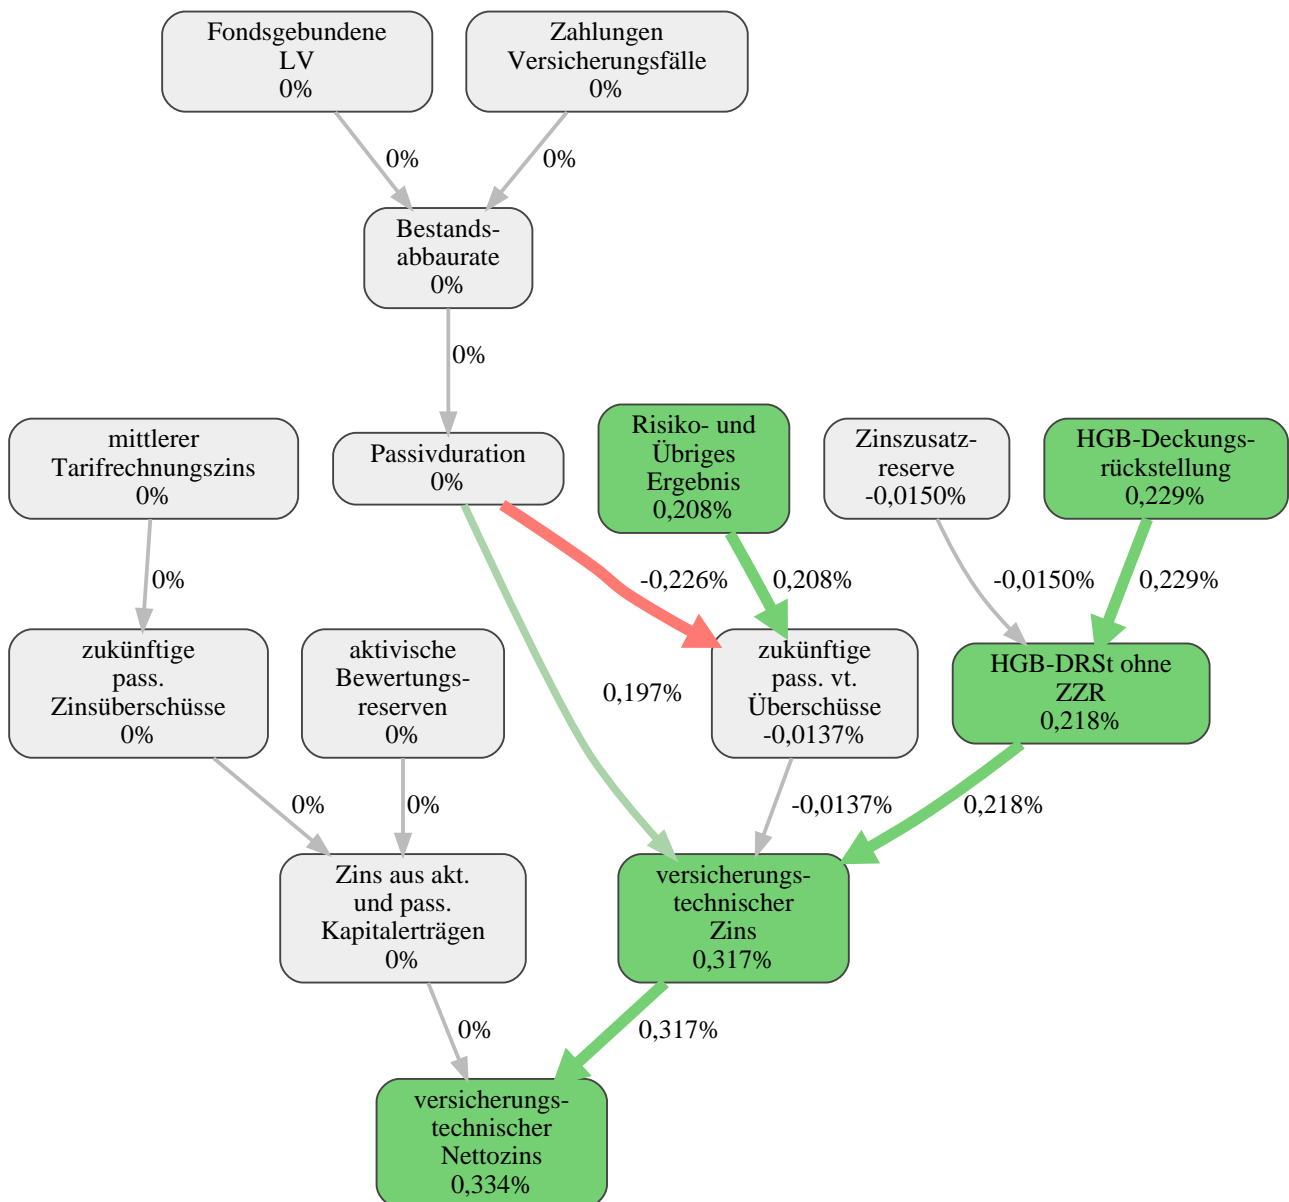 Fondsgebundene
LV
0%
Zahlungen
Versicherungsfälle
0%
0%
0%
Bestands-
abbaurate
0%
0%
mittlerer
Tarifrechnungszins
0%
Passivduration
0%
Risiko- und
Übriges
Ergebnis
0,208%
Zinszusatz-
reserve
-0,0150%
HGB-Deckungs-
rückstellung
0,229%
0%
-0,226%
0,208%
-0,0150%
0,229%
zukünftige
pass.
Zinsüberschüsse
0%
aktivische
Bewertungs-
reserven
0%
0,197%
zukünftige
pass. vt.
Überschüsse
-0,0137%
HGB-DRSt ohne
ZZR
0,218%
0%
0%
-0,0137%
0,218%
Zins aus akt.
und pass.
Kapitalerträgen
0%
versicherungs-
technischer
Zins
0,317%
0%
0,317%
versicherungs-
technischer
Nettozins
0,334%